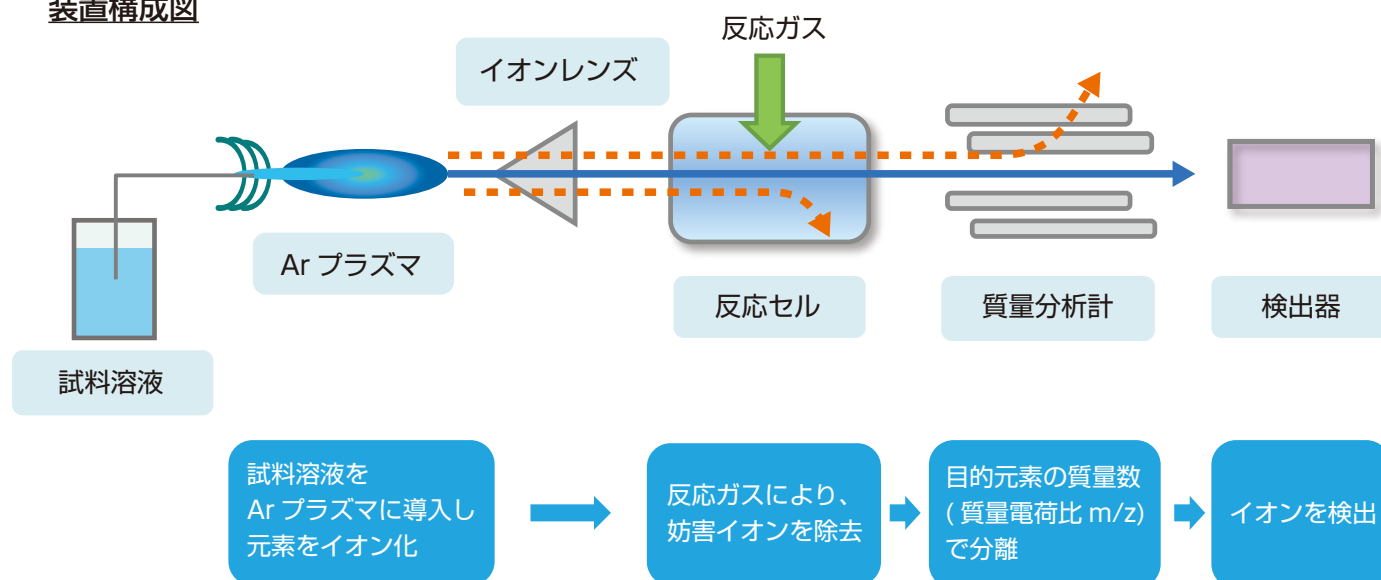 装置構成図
反応ガス
イオンレンズ
Ar プラズマ
反応セル
質量分析計
検出器
試料溶液
試料溶液を
Ar プラズマに導入し
元素をイオン化
反応ガスにより、
妨害イオンを除去
目的元素の質量数
( 質量電荷比 m/z)
で分離
イオンを検出